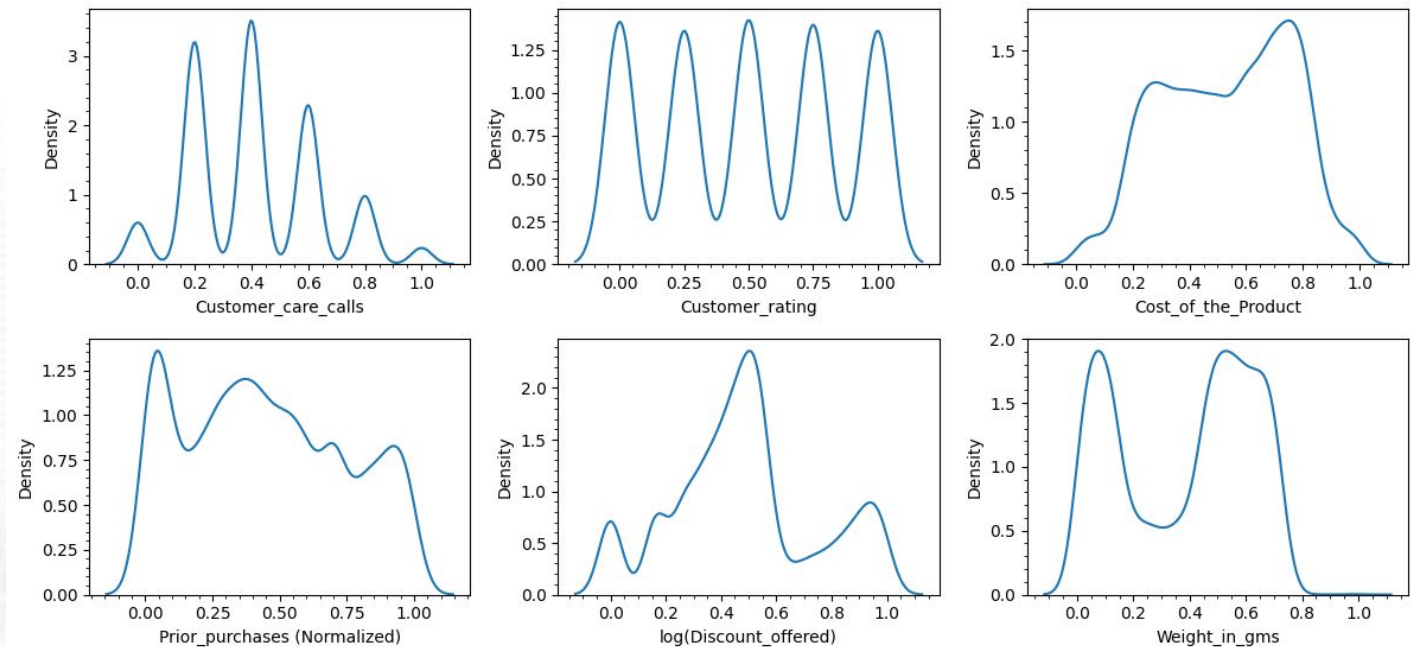 Density
3
2
1
0
0.0 0.2 0.4 0.6 0.8 1.0
Customer_care_calls
Density
1.25
1.00
0.75
0.50
0.25
0.00
0.00 0.25 0.50 0.75 1.00
Customer_rating
Density
1.5
1.0
0.5
0.0
0.0 0.2 0.4 0.6 0.8 1.0
Cost_of_the_Product
Density
1.25
1.00
0.75
0.50
0.25
0.00
0.00 0.25 0.50 0.75 1.00
Prior_purchases (Normalized)
Density
2.0
1.5
1.0
0.5
0.0
0.0 0.2 0.4 0.6 0.8 1.0
log(Discount_offered)
Density
2.0
1.5
1.0
0.5
0.0
0.0 0.2 0.4 0.6 0.8 1.0
Weight_in_gms